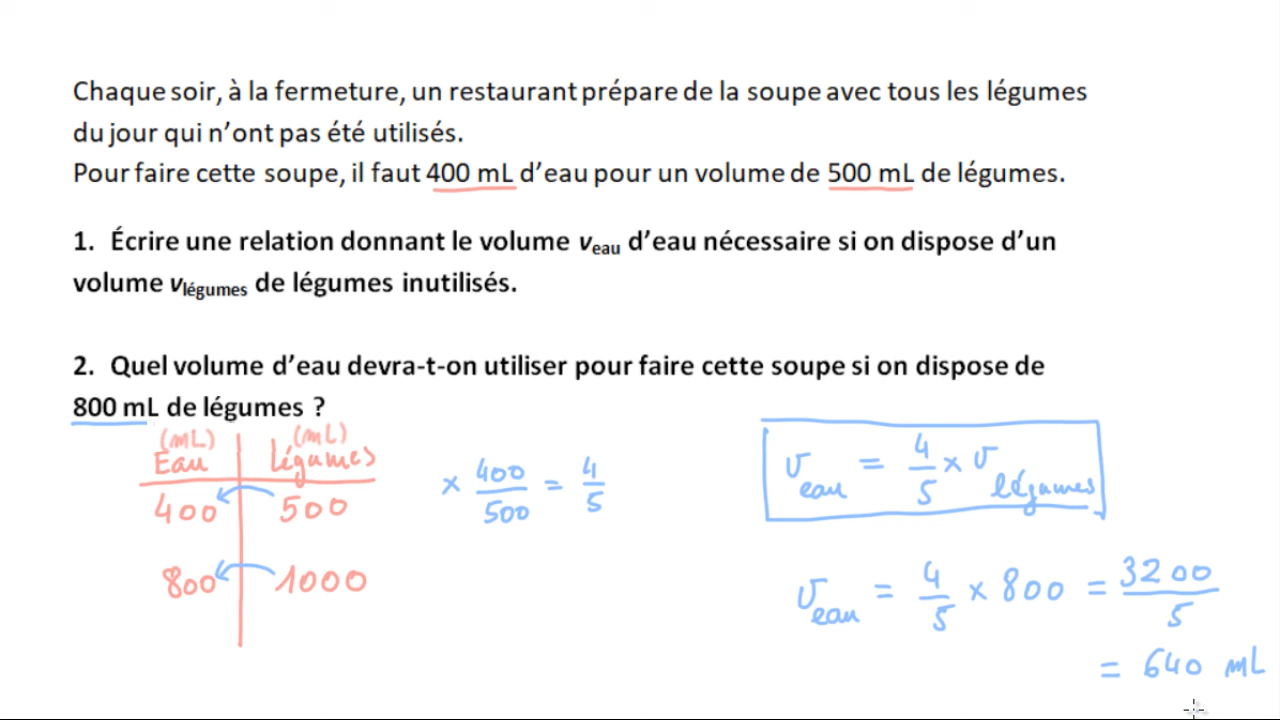 Chaque soir, à la fermeture, un restaurant prépare de la soupe avec tous les légumes
du jour qui n'ont pas été utilisés.
Pour faire cette soupe, il faut 400 mL d'eau pour un volume de 500 mL de légumes.
1. Écrire une relation donnant le volume v_eau d'eau nécessaire si on dispose d'un
volume v_légumes de légumes inutilisés.
2. Quel volume d'eau devra-t-on utiliser pour faire cette soupe si on dispose de
800 mL de légumes ?
(mL) (mL)
Eau Légumes
400 500
800 1000
× 400/500 = 4/5
v_eau = 4/5 × v_légumes
v_eau = 4/5 × 800 = 3200/5
= 640 mL